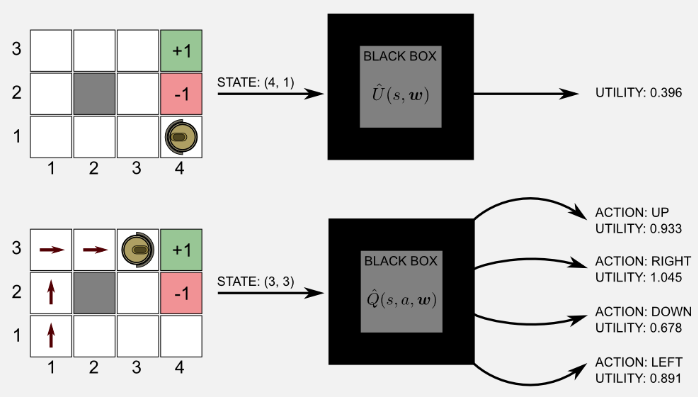 3
+1
2
-1
1
1 2 3 4
STATE: (4, 1)
BLACK BOX
Û(s, w)
UTILITY: 0.396
3
+1
2
-1
1
1 2 3 4
STATE: (3, 3)
BLACK BOX
Q̂(s, a, w)
ACTION: UP
UTILITY: 0.933
ACTION: RIGHT
UTILITY: 1.045
ACTION: DOWN
UTILITY: 0.678
ACTION: LEFT
UTILITY: 0.891